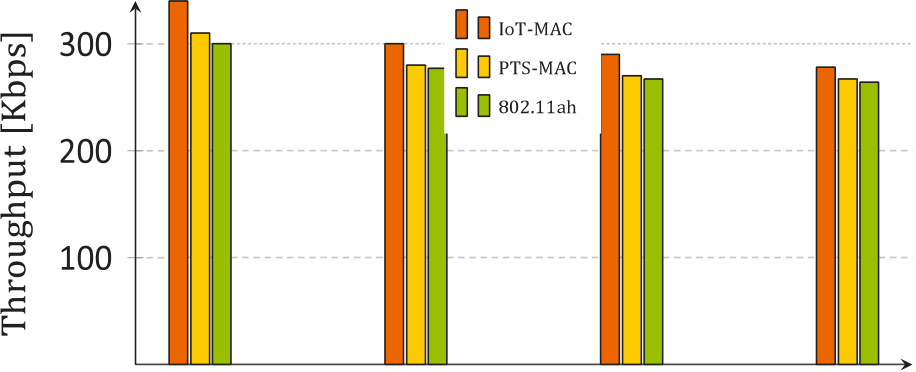 Throughput [Kbps]
300
200
100
IoT-MAC
PTS-MAC
802.11ah